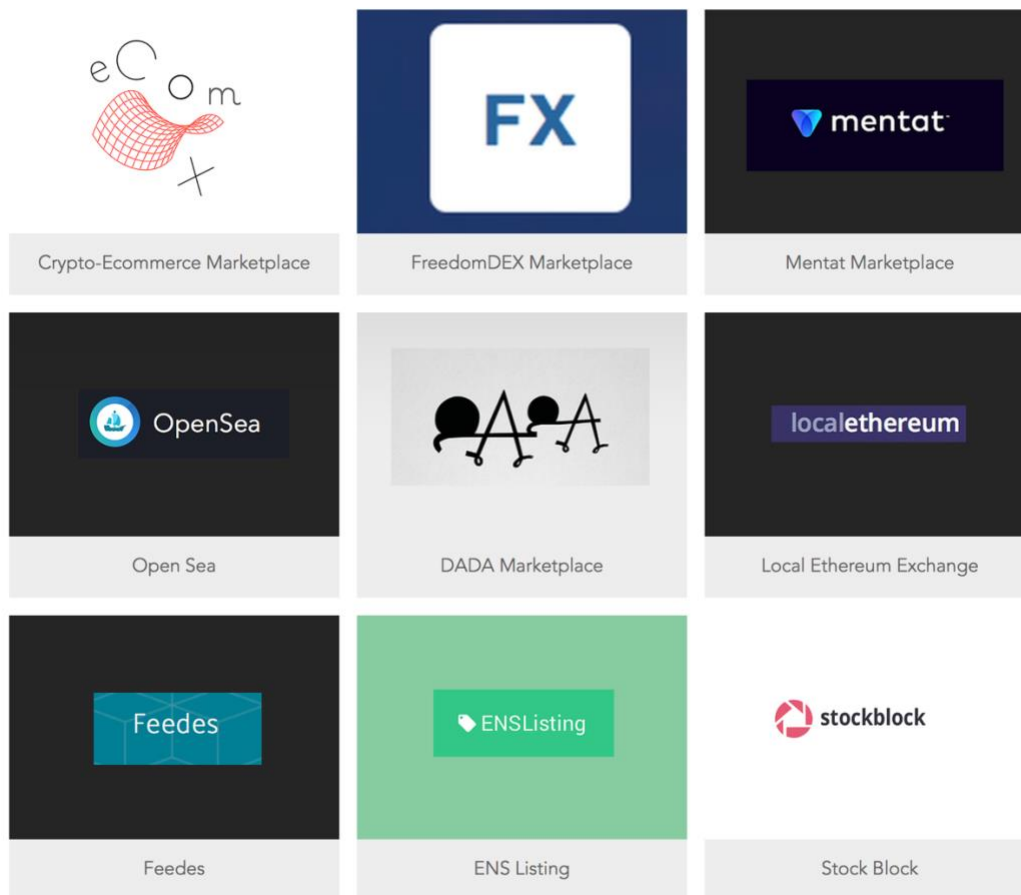 eCom
X
FX
mentat
Crypto-Ecommerce Marketplace
FreedomDEX Marketplace
Mentat Marketplace
OpenSea
DADA
localethereum
Open Sea
DADA Marketplace
Local Ethereum Exchange
Feedes
ENSListing
stockblock
Feedes
ENS Listing
Stock Block